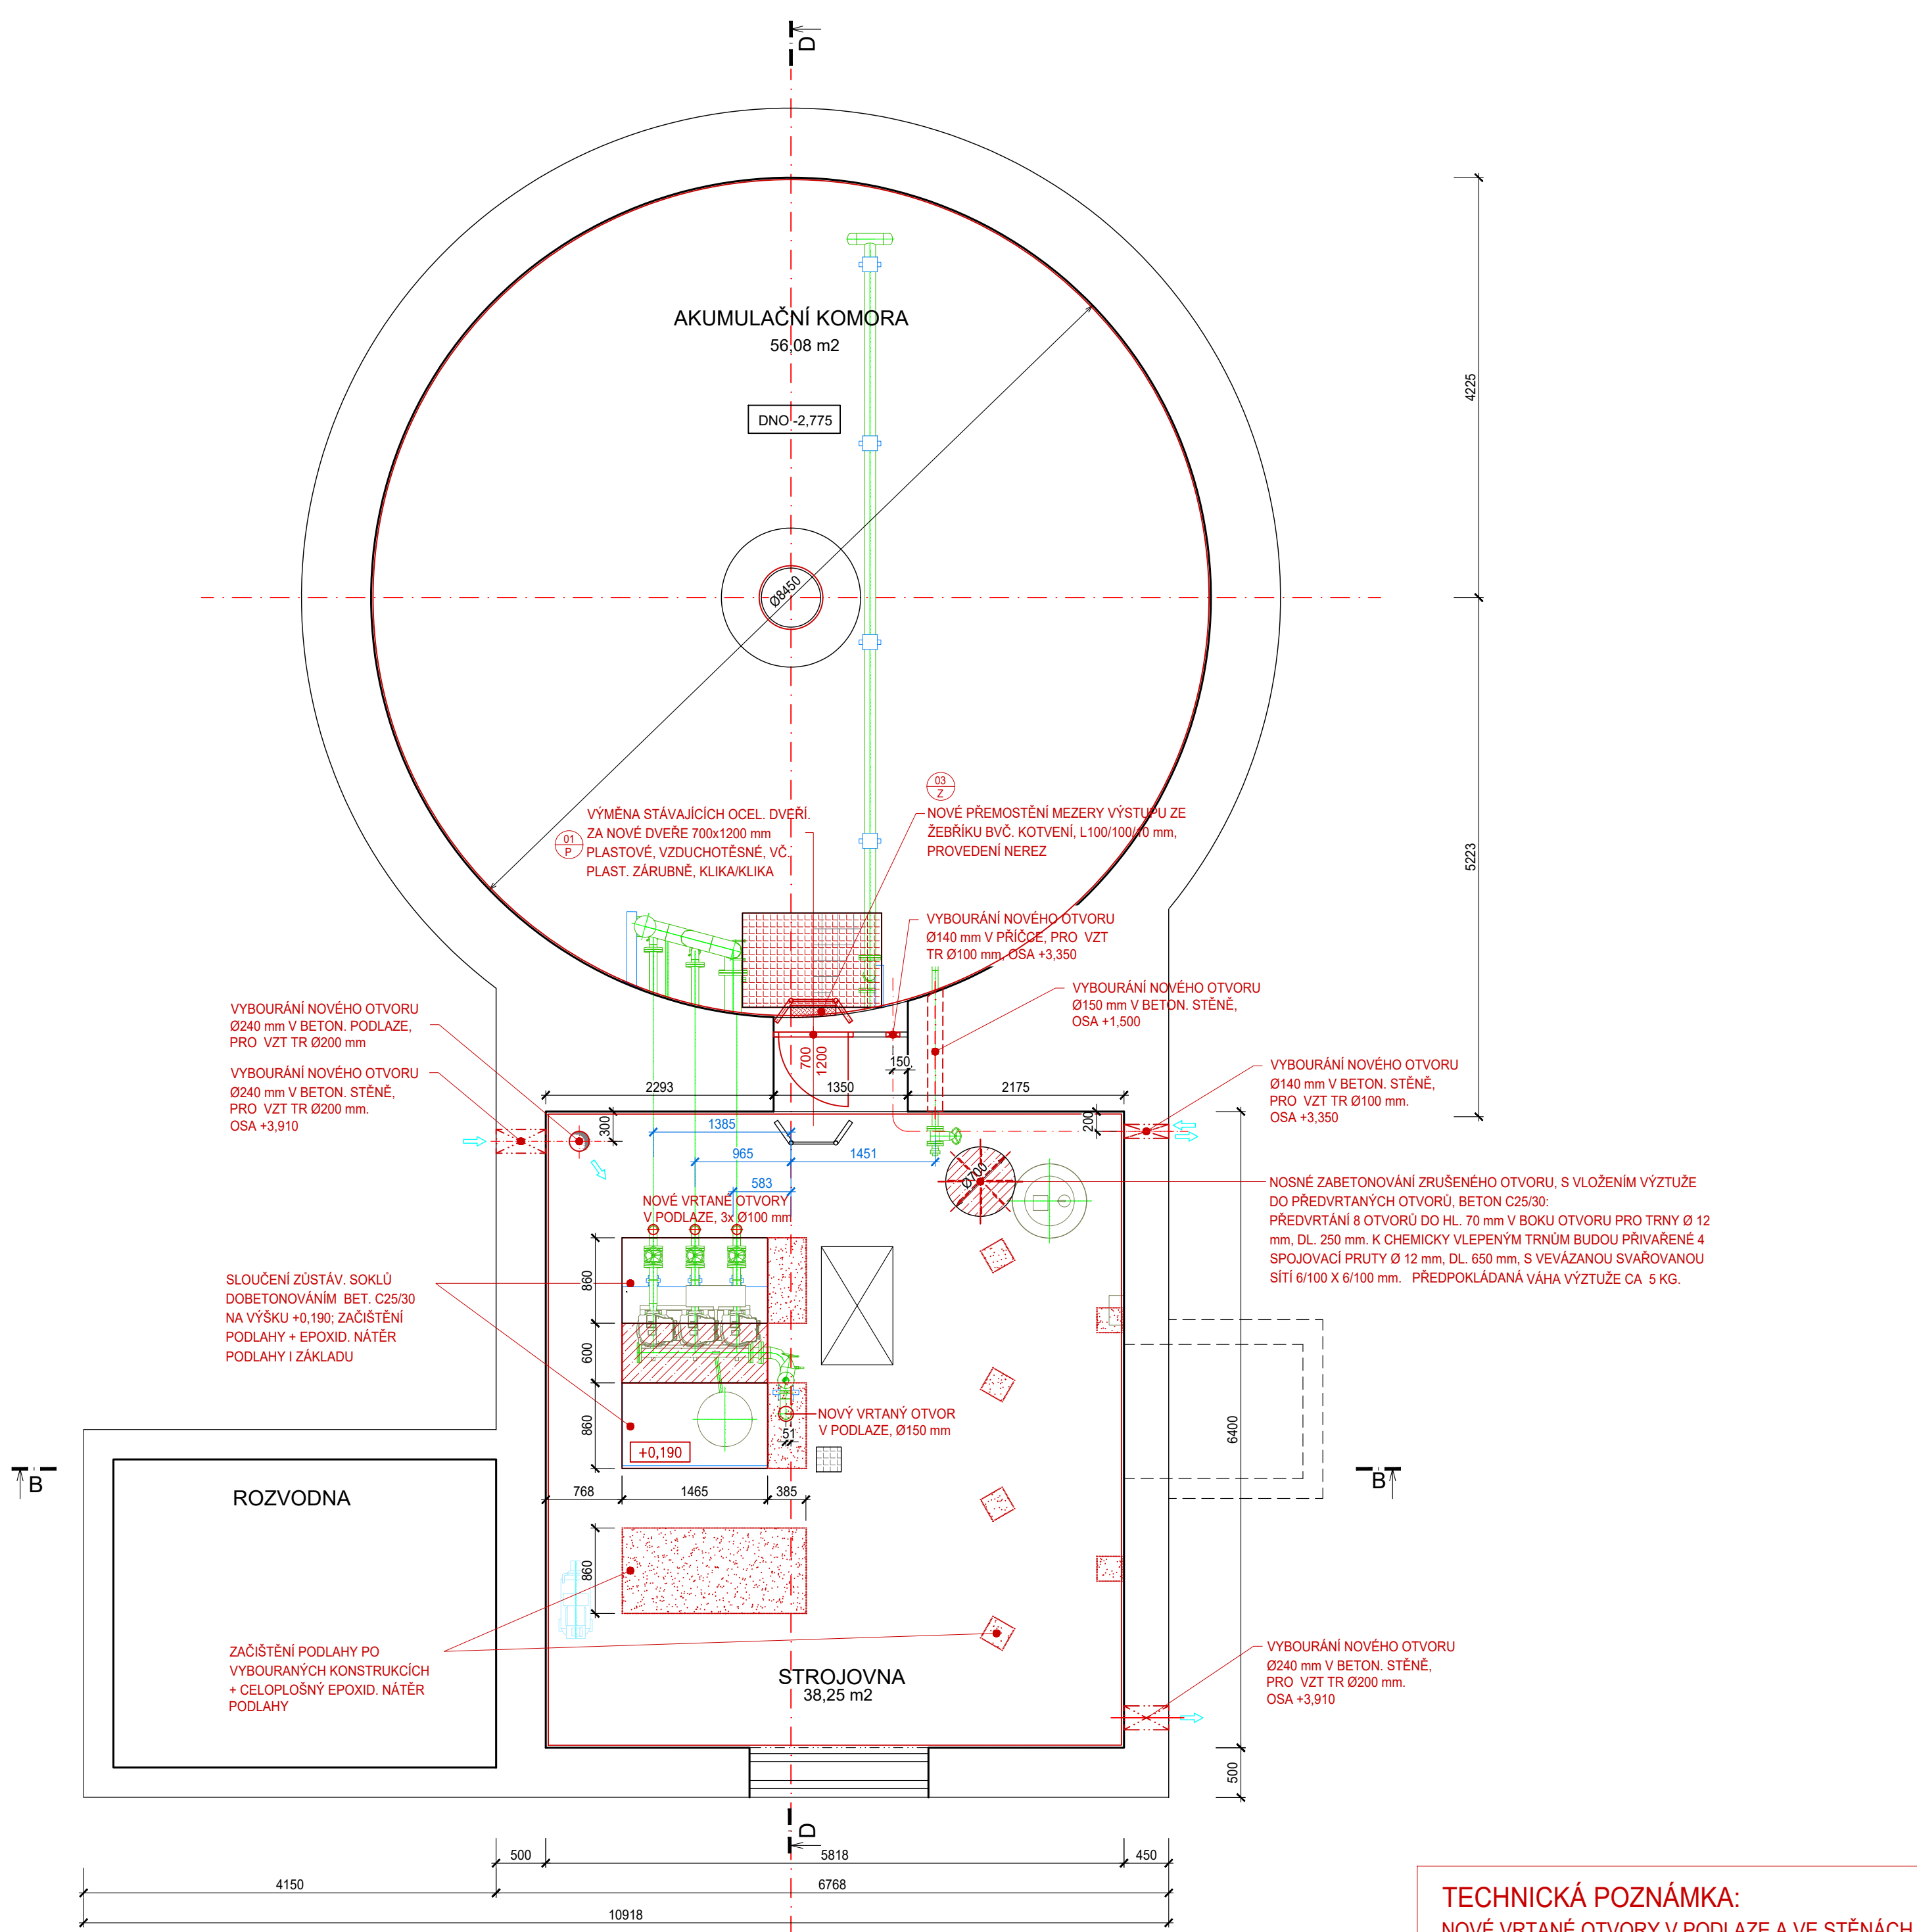 D
AKUMULAČNÍ KOMORA
56,08 m2
DNO -2,775
4225
Ø8450
5223
03
Z
NOVÉ PŘEMOSTĚNÍ MEZERY VÝSTUPU ZE
ŽEBŘÍKU BVČ. KOTVENÍ, L100/100/10 mm,
PROVEDENÍ NEREZ
01
P
VÝMĚNA STÁVAJÍCÍCH OCEL. DVEŘÍ.
ZA NOVÉ DVEŘE 700x1200 mm
PLASTOVÉ, VZDUCHOTĚSNÉ, VČ.
PLAST. ZÁRUBNĚ, KLIKA/KLIKA
VYBOURÁNÍ NOVÉHO OTVORU
Ø140 mm V PŘÍČCE, PRO VZT
TR Ø100 mm, OSA +3,350
VYBOURÁNÍ NOVÉHO OTVORU
Ø150 mm V BETON. STĚNĚ,
OSA +1,500
VYBOURÁNÍ NOVÉHO OTVORU
Ø240 mm V BETON. PODLAZE,
PRO VZT TR Ø200 mm
VYBOURÁNÍ NOVÉHO OTVORU
Ø240 mm V BETON. STĚNĚ,
PRO VZT TR Ø200 mm.
OSA +3,910
VYBOURÁNÍ NOVÉHO OTVORU
Ø140 mm V BETON. STĚNĚ,
PRO VZT TR Ø100 mm.
OSA +3,350
700
1200
150
2293
1350
2175
300
200
1385
965
1451
583
Ø700
NOVÉ VRTANÉ OTVORY
V PODLAZE, 3x Ø100 mm
NOSNÉ ZABETONOVÁNÍ ZRUŠENÉHO OTVORU, S VLOŽENÍM VÝZTUŽE
DO PŘEDVRTANÝCH OTVORŮ, BETON C25/30:
PŘEDVRTÁNÍ 8 OTVORŮ DO HL. 70 mm V BOKU OTVORU PRO TRNY Ø 12
mm, DL. 250 mm. K CHEMICKY VLEPENÝM TRNŮM BUDOU PŘIVAŘENÉ 4
SPOJOVACÍ PRUTY Ø 12 mm, DL. 650 mm, S VEVÁZANOU SVAŘOVANOU
SÍTÍ 6/100 X 6/100 mm. PŘEDPOKLÁDANÁ VÁHA VÝZTUŽE CA 5 KG.
SLOUČENÍ ZŮSTÁV. SOKLŮ
DOBETONOVÁNÍM BET. C25/30
NA VÝŠKU +0,190; ZAČIŠTĚNÍ
PODLAHY + EPOXID. NÁTĚR
PODLAHY I ZÁKLADU
860
600
860
NOVÝ VRTANÝ OTVOR
V PODLAZE, Ø150 mm
51
+0,190
6400
B
B
ROZVODNA
768
1465
385
860
ZAČIŠTĚNÍ PODLAHY PO
VYBOURANÝCH KONSTRUKCÍCH
+ CELOPLOŠNÝ EPOXID. NÁTĚR
PODLAHY
STROJOVNA
38,25 m2
VYBOURÁNÍ NOVÉHO OTVORU
Ø240 mm V BETON. STĚNĚ,
PRO VZT TR Ø200 mm.
OSA +3,910
500
D
500
5818
450
4150
6768
10918
TECHNICKÁ POZNÁMKA:
NOVÉ VRTANÉ OTVORY V PODLAZE A VE STĚNÁCH